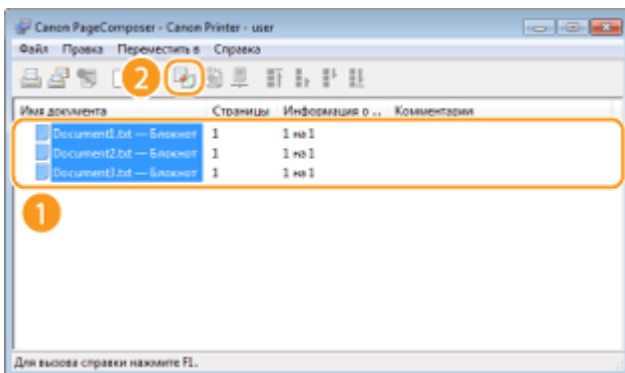 Canon PageComposer - Canon Printer - user
Файл Правка Переместить в Справка
2
Имя документа Страницы Информация о ... Комментарии
Document1.txt — Блокнот 1 1 на 1
Document2.txt — Блокнот 1 1 на 1
Document3.txt — Блокнот 1 1 на 1
1
Для вызова справки нажмите F1.